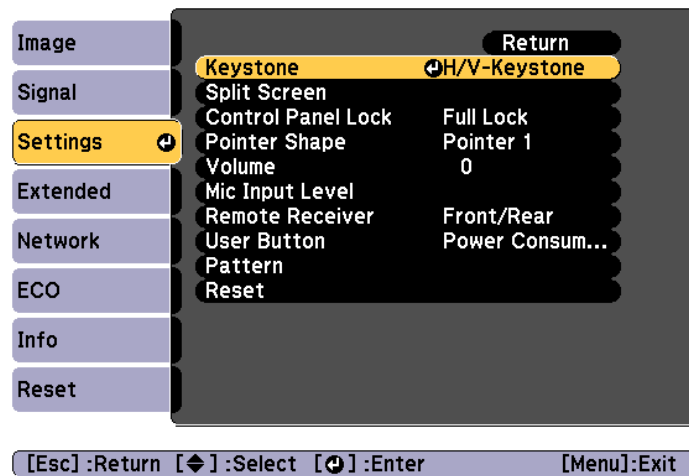 Image
Signal
Settings
Extended
Network
ECO
Info
Reset
Return
Keystone H/V-Keystone
Split Screen
Control Panel Lock Full Lock
Pointer Shape Pointer 1
Volume 0
Mic Input Level
Remote Receiver Front/Rear
User Button Power Consum...
Pattern
Reset
[Esc] :Return [◆] :Select [⏎] :Enter [Menu]:Exit